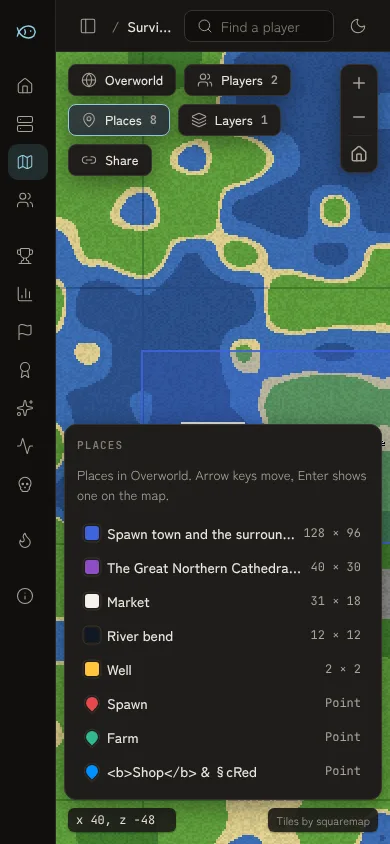 / Survi...
Find a player
Overworld
Players 2
Places 8
Layers 1
Share
PLACES
Places in Overworld. Arrow keys move, Enter shows
one on the map.
Spawn town and the surroun... 128 × 96
The Great Northern Cathedra... 40 × 30
Market 31 × 18
River bend 12 × 12
Well 2 × 2
Spawn Point
Farm Point
<b>Shop</b> & §cRed Point
x 40, z -48
Tiles by squaremap